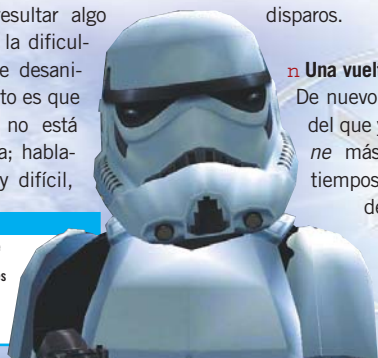 esultar algo
la dificul-
e desani-
to es que
no está
a; habla-
y difícil,
s
disparos.
n Una vuelt
De nuevo
del que y
ne más
tiempos
de